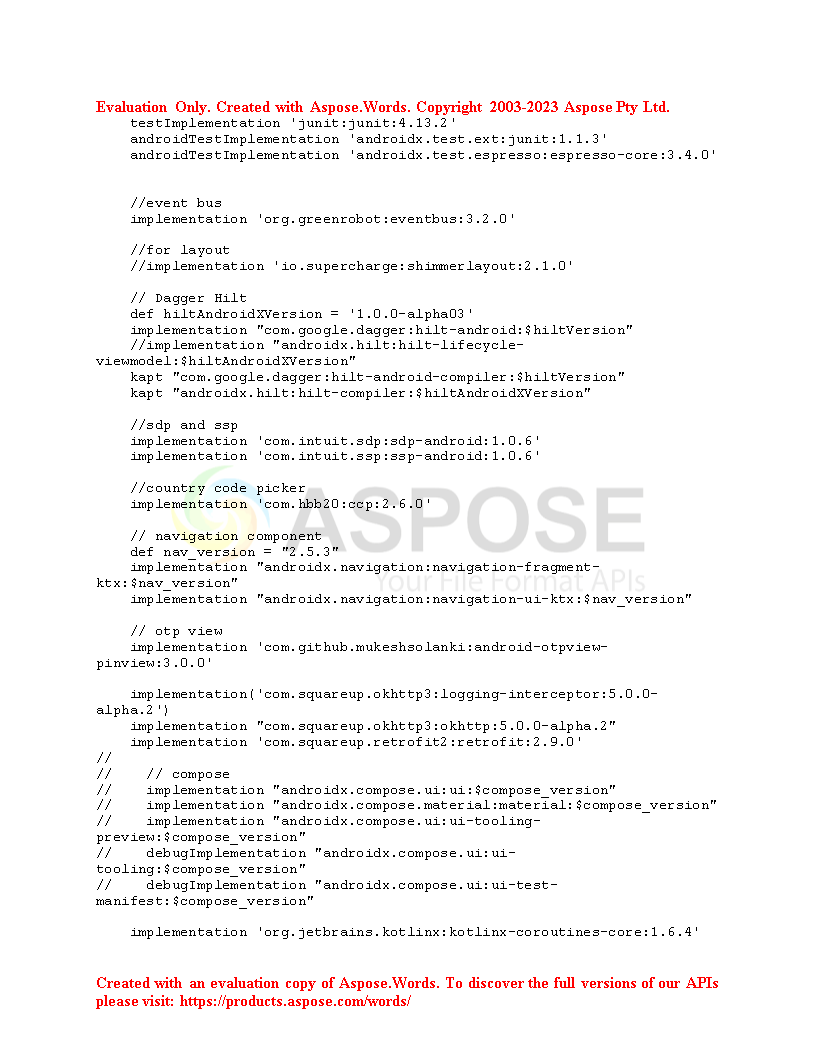 Evaluation Only. Created with Aspose.Words. Copyright 2003-2023 Aspose Pty Ltd.
    testImplementation 'junit:junit:4.13.2'
    androidTestImplementation 'androidx.test.ext:junit:1.1.3'
    androidTestImplementation 'androidx.test.espresso:espresso-core:3.4.0'
    //event bus
    implementation 'org.greenrobot:eventbus:3.2.0'
    //for layout
    //implementation 'io.supercharge:shimmerlayout:2.1.0'
    // Dagger Hilt
    def hiltAndroidXVersion = '1.0.0-alpha03'
    implementation "com.google.dagger:hilt-android:$hiltVersion"
    //implementation "androidx.hilt:hilt-lifecycle-
viewmodel:$hiltAndroidXVersion"
    kapt "com.google.dagger:hilt-android-compiler:$hiltVersion"
    kapt "androidx.hilt:hilt-compiler:$hiltAndroidXVersion"
    //sdp and ssp
    implementation 'com.intuit.sdp:sdp-android:1.0.6'
    implementation 'com.intuit.ssp:ssp-android:1.0.6'
    //country code picker
    implementation 'com.hbb20:ccp:2.6.0'
ASPOSE
    // navigation component
    def nav_version = "2.5.3"
    implementation "androidx.navigation:navigation-fragment-
ktx:$nav_version"
Your File Format APIs
    implementation "androidx.navigation:navigation-ui-ktx:$nav_version"
    // otp view
    implementation 'com.github.mukeshsolanki:android-otpview-
pinview:3.0.0'
    implementation('com.squareup.okhttp3:logging-interceptor:5.0.0-
alpha.2')
    implementation "com.squareup.okhttp3:okhttp:5.0.0-alpha.2"
    implementation 'com.squareup.retrofit2:retrofit:2.9.0'
//
//    // compose
//    implementation "androidx.compose.ui:ui:$compose_version"
//    implementation "androidx.compose.material:material:$compose_version"
//    implementation "androidx.compose.ui:ui-tooling-
preview:$compose_version"
//    debugImplementation "androidx.compose.ui:ui-
tooling:$compose_version"
//    debugImplementation "androidx.compose.ui:ui-test-
manifest:$compose_version"
    implementation 'org.jetbrains.kotlinx:kotlinx-coroutines-core:1.6.4'
Created with an evaluation copy of Aspose.Words. To discover the full versions of our APIs
please visit: https://products.aspose.com/words/